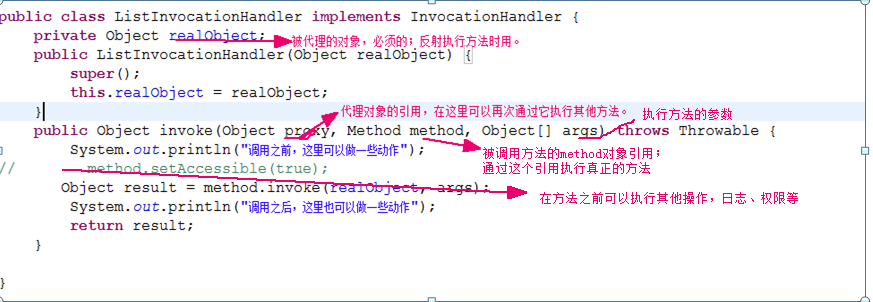 public class ListInvocationHandler implements InvocationHandler {
private Object realObject;
被代理的对象，必须的；反射执行方法时用。
public ListInvocationHandler(Object realObject) {
super();
this.realObject = realObject;
}
代理对象的引用，在这里可以再次通过它执行其他方法。
执行方法的参数
public Object invoke(Object proxy, Method method, Object[] args) throws Throwable {
System.out.println("调用之前，这里可以做一些动作");
被调用方法的method对象引用；
通过这个引用执行真正的方法
// method.setAccessible(true);
Object result = method.invoke(realObject, args);
在方法之前可以执行其他操作，日志、权限等
System.out.println("调用之后，这里也可以做一些动作");
return result;
}
}